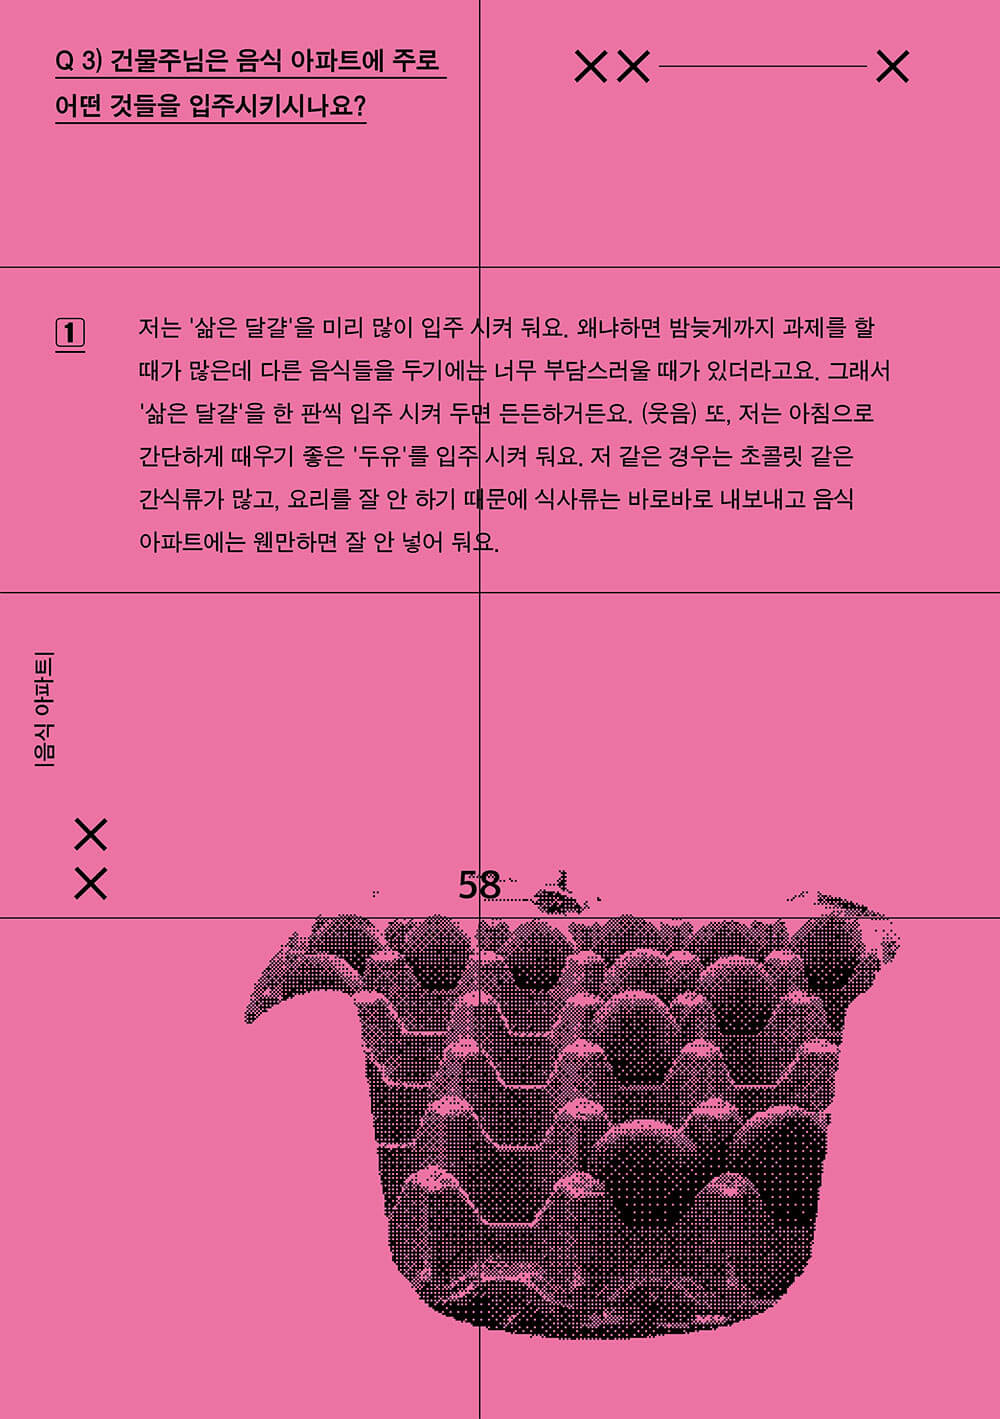 Q 3) 건물주님은 음식 아파트에 주로
어떤 것들을 입주시키시나요?
1
저는 '삶은 달걀'을 미리 많이 입주 시켜 둬요. 왜냐하면 밤늦게까지 과제를 할
때가 많은데 다른 음식들을 두기에는 너무 부담스러울 때가 있더라고요. 그래서
'삶은 달걀'을 한 판씩 입주 시켜 두면 든든하거든요. (웃음) 또, 저는 아침으로
간단하게 때우기 좋은 '두유'를 입주 시켜 둬요. 저 같은 경우는 초콜릿 같은
간식류가 많고, 요리를 잘 안 하기 때문에 식사류는 바로바로 내보내고 음식
아파트에는 웬만하면 잘 안 넣어 둬요.
|음식 아파트|
58